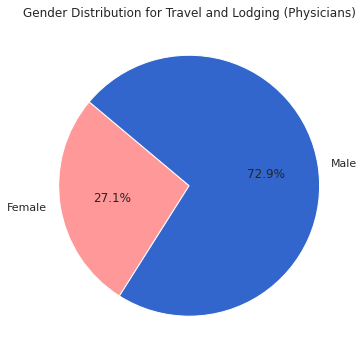 Gender Distribution for Travel and Lodging (Physicians)
Male
72.9%
27.1%
Female